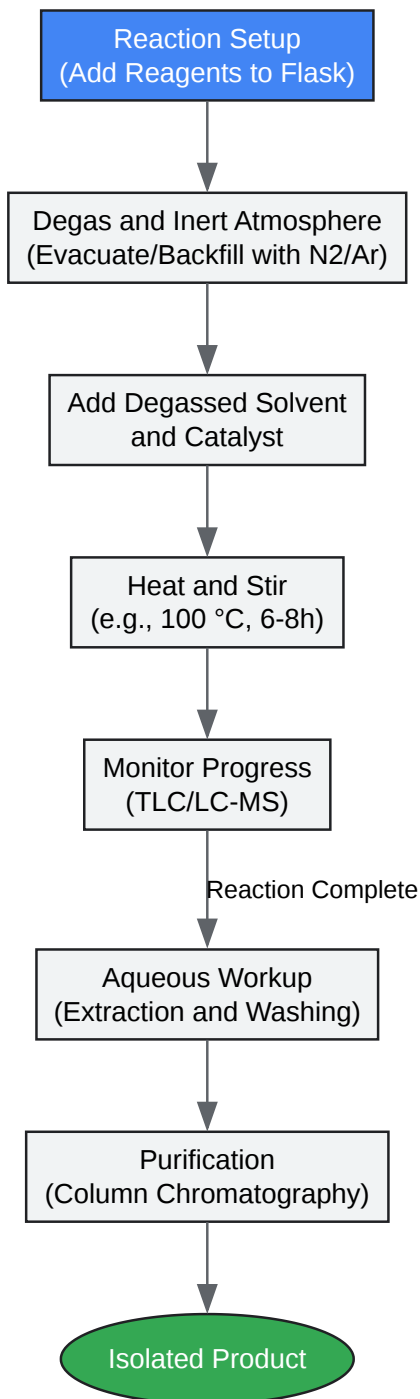 Reaction Setup
(Add Reagents to Flask)
Degas and Inert Atmosphere
(Evacuate/Backfill with N2/Ar)
Add Degassed Solvent
and Catalyst
Heat and Stir
(e.g., 100 °C, 6-8h)
Monitor Progress
(TLC/LC-MS)
Reaction Complete
Aqueous Workup
(Extraction and Washing)
Purification
(Column Chromatography)
Isolated Product